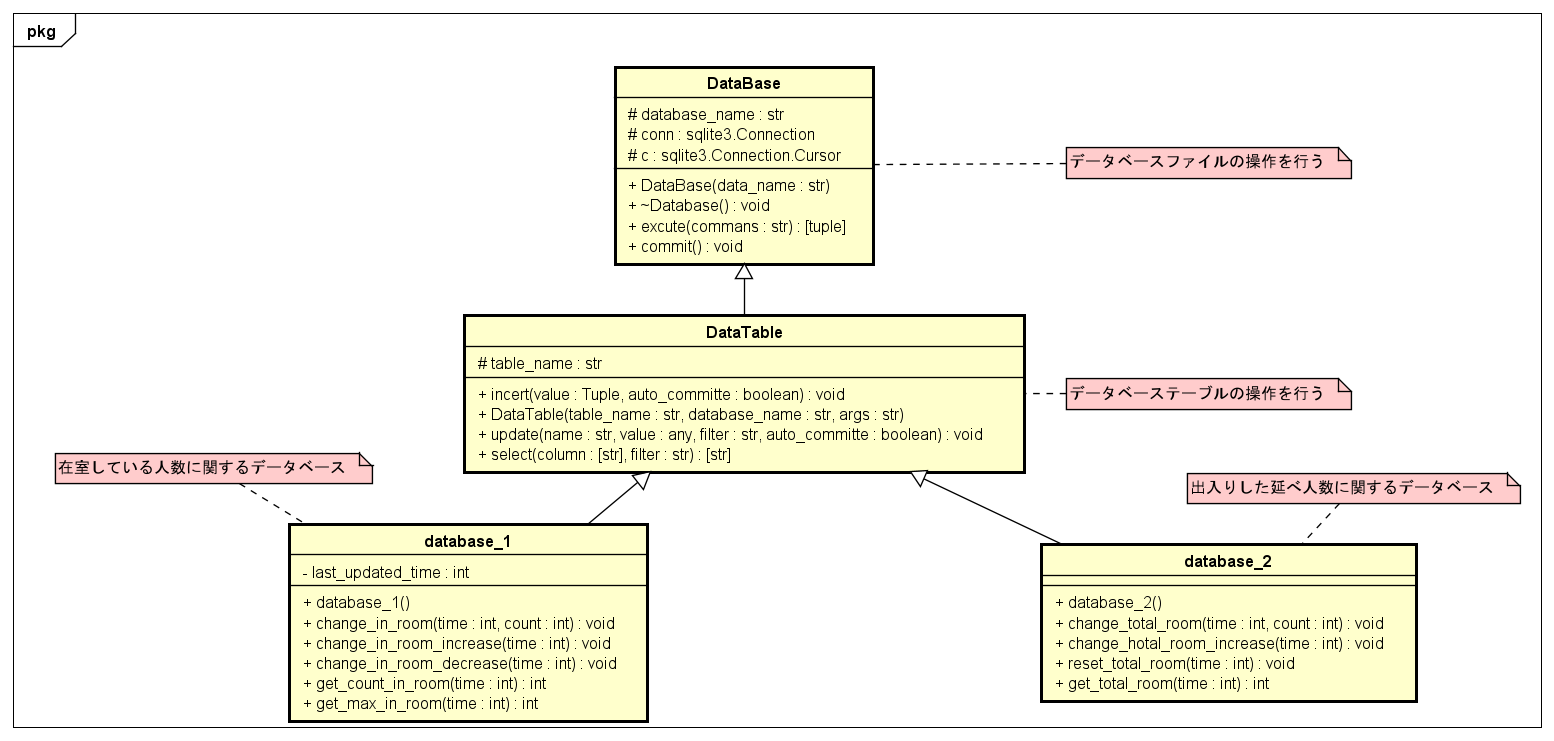 pkg
DataBase
# database_name : str
# conn : sqlite3.Connection
# c : sqlite3.Connection.Cursor
+ DataBase(data_name : str)
+ ~Database() : void
+ excute(commans : str) : [tuple]
+ commit() : void
データベースファイルの操作を行う
DataTable
# table_name : str
+ incert(value : Tuple, auto_committe : boolean) : void
+ DataTable(table_name : str, database_name : str, args : str)
+ update(name : str, value : any, filter : str, auto_committe : boolean) : void
+ select(column : [str], filter : str) : [str]
データベーステーブルの操作を行う
在室している人数に関するデータベース
database_1
- last_updated_time : int
+ database_1()
+ change_in_room(time : int, count : int) : void
+ change_in_room_increase(time : int) : void
+ change_in_room_decrease(time : int) : void
+ get_count_in_room(time : int) : int
+ get_max_in_room(time : int) : int
出入りした延べ人数に関するデータベース
database_2
+ database_2()
+ change_total_room(time : int, count : int) : void
+ change_hotal_room_increase(time : int) : void
+ reset_total_room(time : int) : void
+ get_total_room(time : int) : int